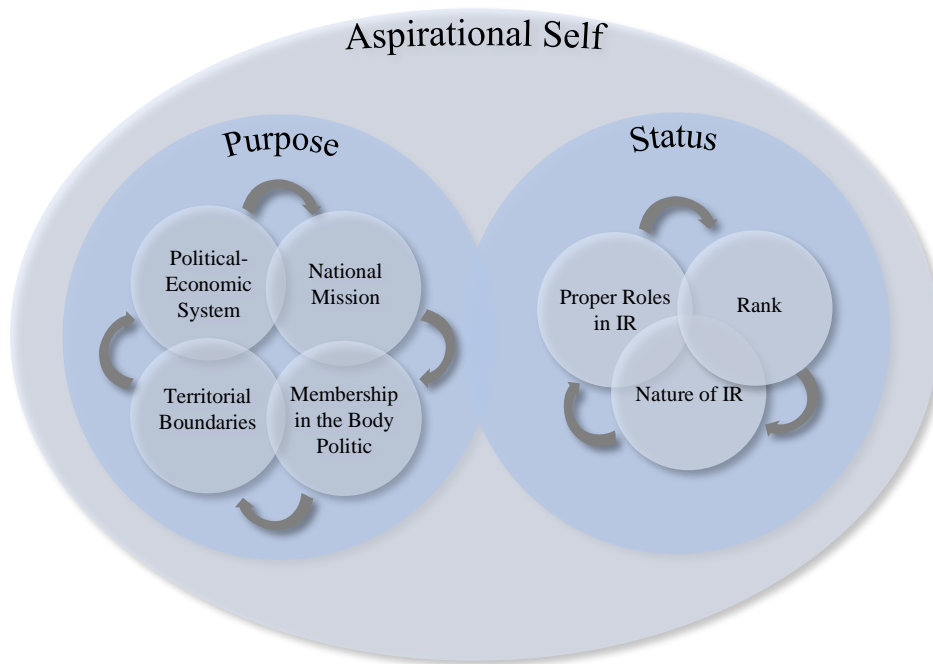 Aspirational Self
Purpose
Political-
Economic
System
National
Mission
Territorial
Boundaries
Membership
in the Body
Politic
Status
Proper Roles
in IR
Rank
Nature of IR